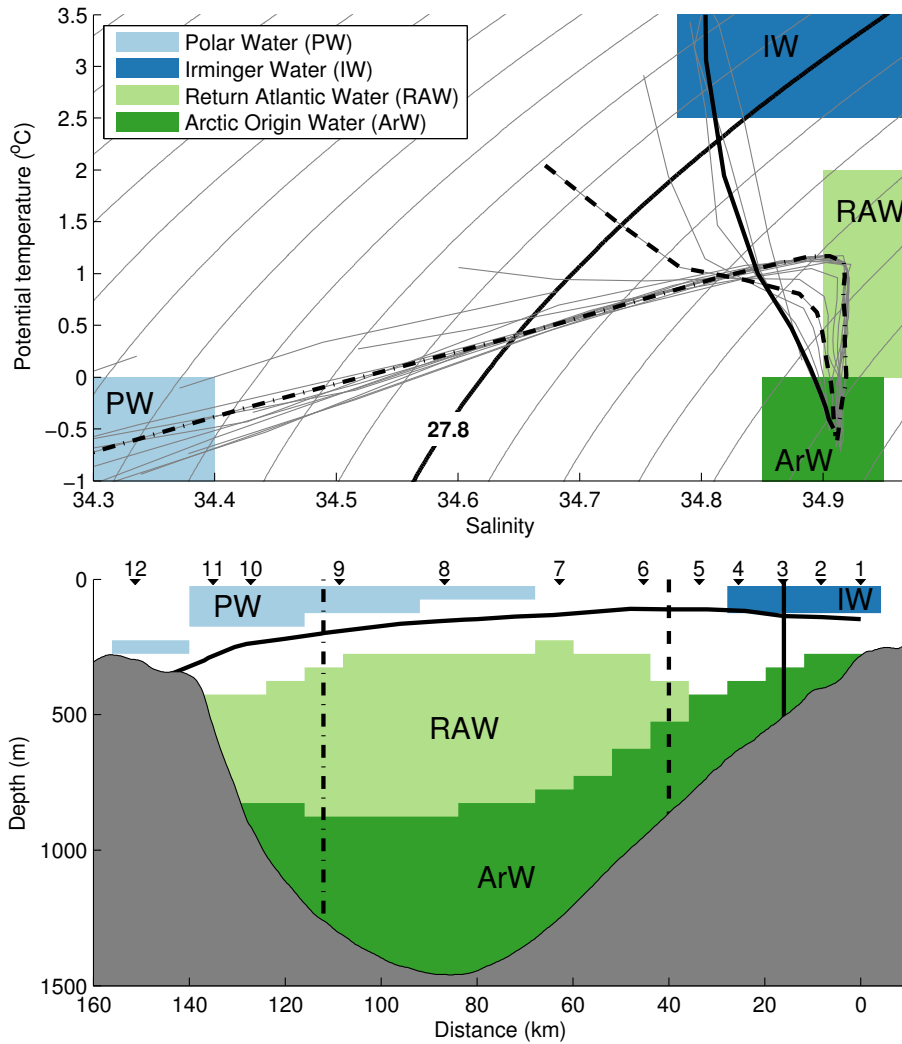 3.5
3
2.5
2
1.5
1
0.5
0
−0.5
−1
Potential temperature (°C)
Polar Water (PW)
Irminger Water (IW)
Return Atlantic Water (RAW)
Arctic Origin Water (ArW)
IW
RAW
PW
27.8
ArW
34.3 34.4 34.5 34.6 34.7 34.8 34.9
Salinity
12 11 10 9 8 7 6 5 4 3 2 1
0
500
1000
1500
Depth (m)
PW
IW
RAW
ArW
160 140 120 100 80 60 40 20 0
Distance (km)